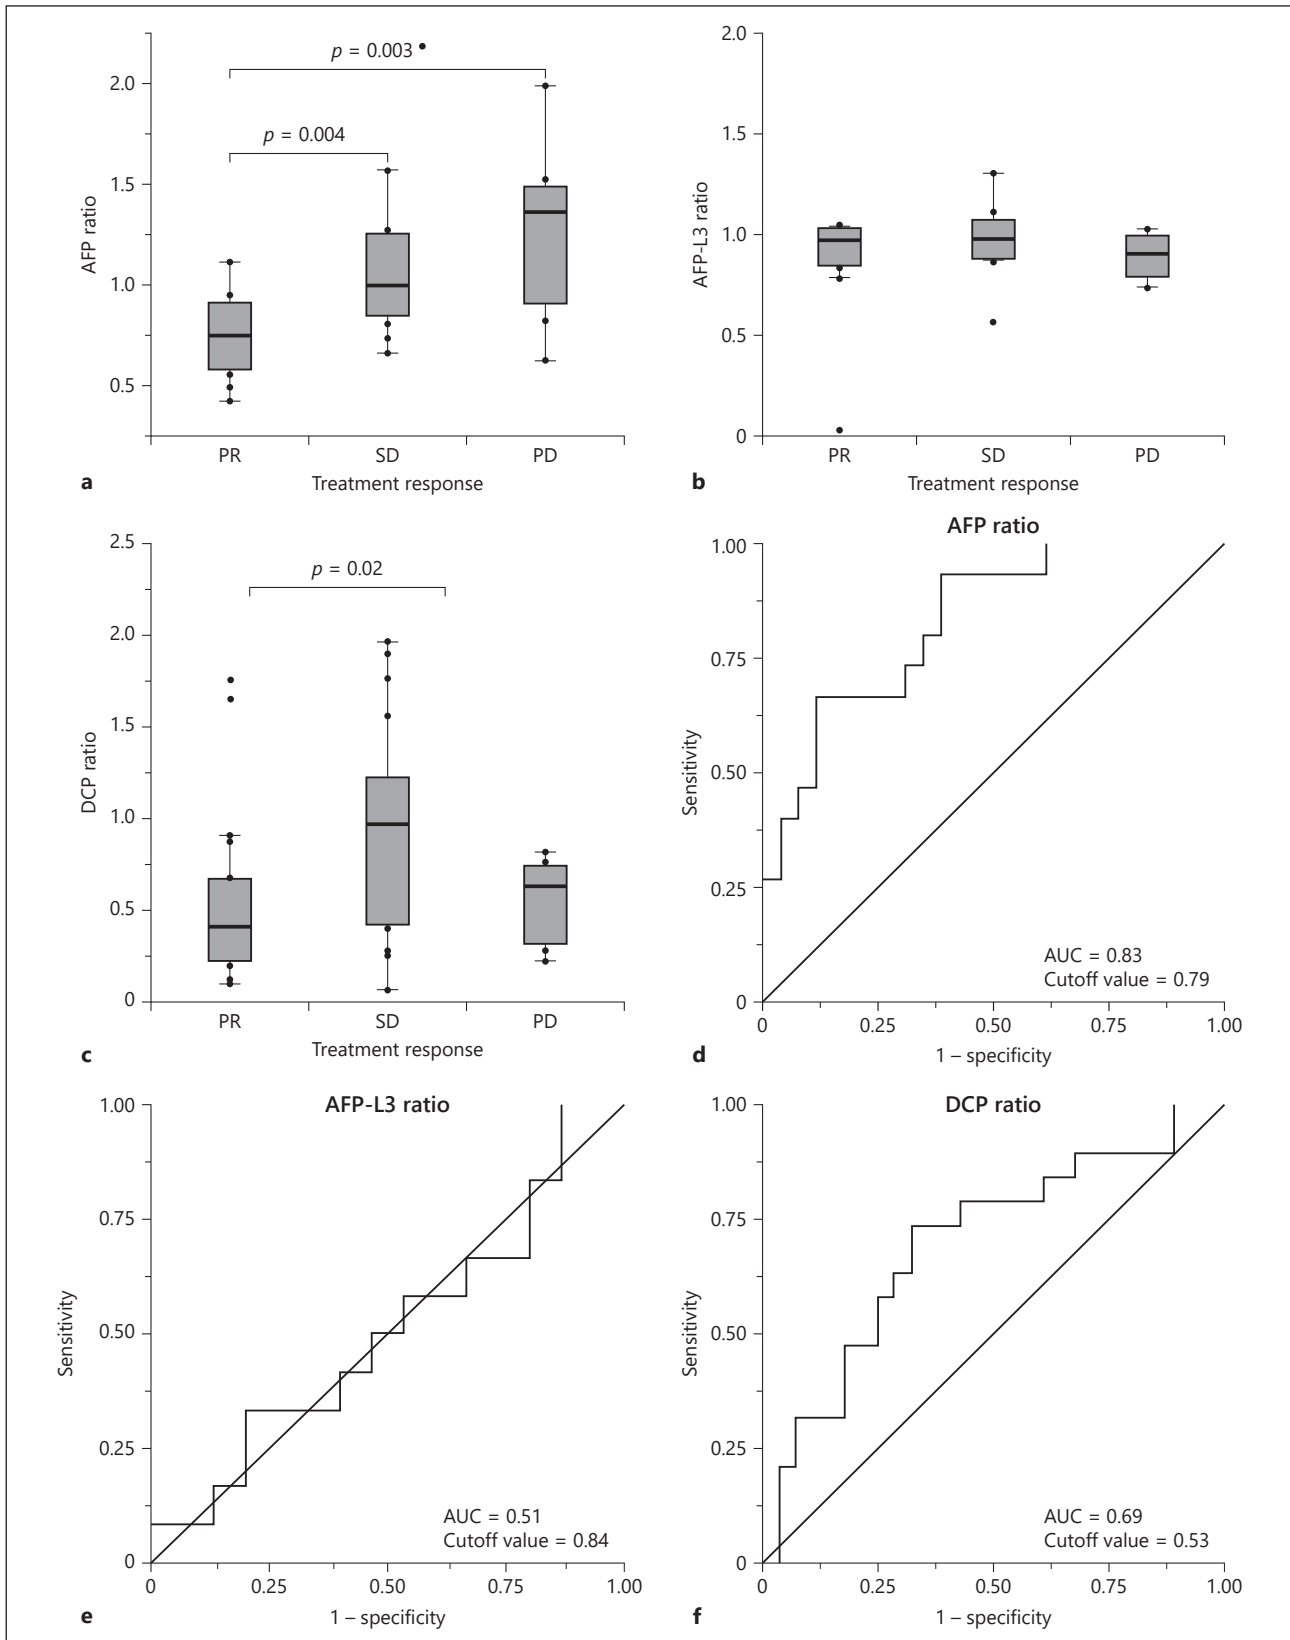 p = 0.003
p = 0.004
2.0
1.5
1.0
0.5
AFP ratio
PR
SD
PD
Treatment response
a
2.0
1.5
1.0
0.5
0
AFP-L3 ratio
PR
SD
PD
Treatment response
b
p = 0.02
2.5
2.0
1.5
1.0
0.5
0
DCP ratio
PR
SD
PD
Treatment response
c
AFP ratio
1.00
0.75
0.50
0.25
0
Sensitivity
AUC = 0.83
Cutoff value = 0.79
0
0.25
0.50
0.75
1.00
1 – specificity
d
AFP-L3 ratio
1.00
0.75
0.50
0.25
0
Sensitivity
AUC = 0.51
Cutoff value = 0.84
0
0.25
0.50
0.75
1.00
1 – specificity
e
DCP ratio
1.00
0.75
0.50
0.25
0
Sensitivity
AUC = 0.69
Cutoff value = 0.53
0
0.25
0.50
0.75
1.00
1 – specificity
f